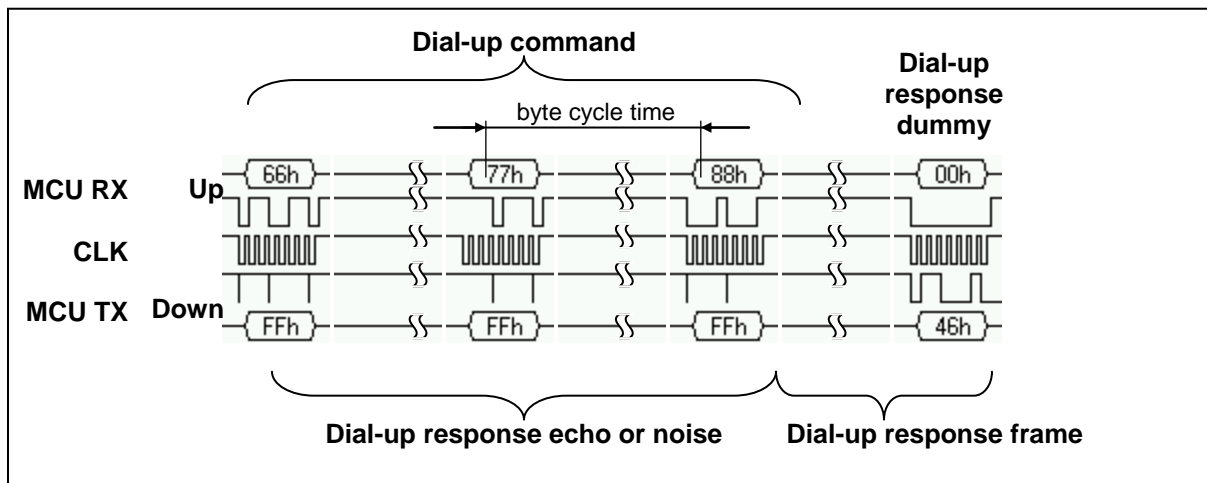 Dial-up command
Dial-up
response
dummy
byte cycle time
66h 77h 88h 00h
MCU RX Up
CLK
MCU TX Down
FFh FFh FFh 46h
Dial-up response echo or noise
Dial-up response frame